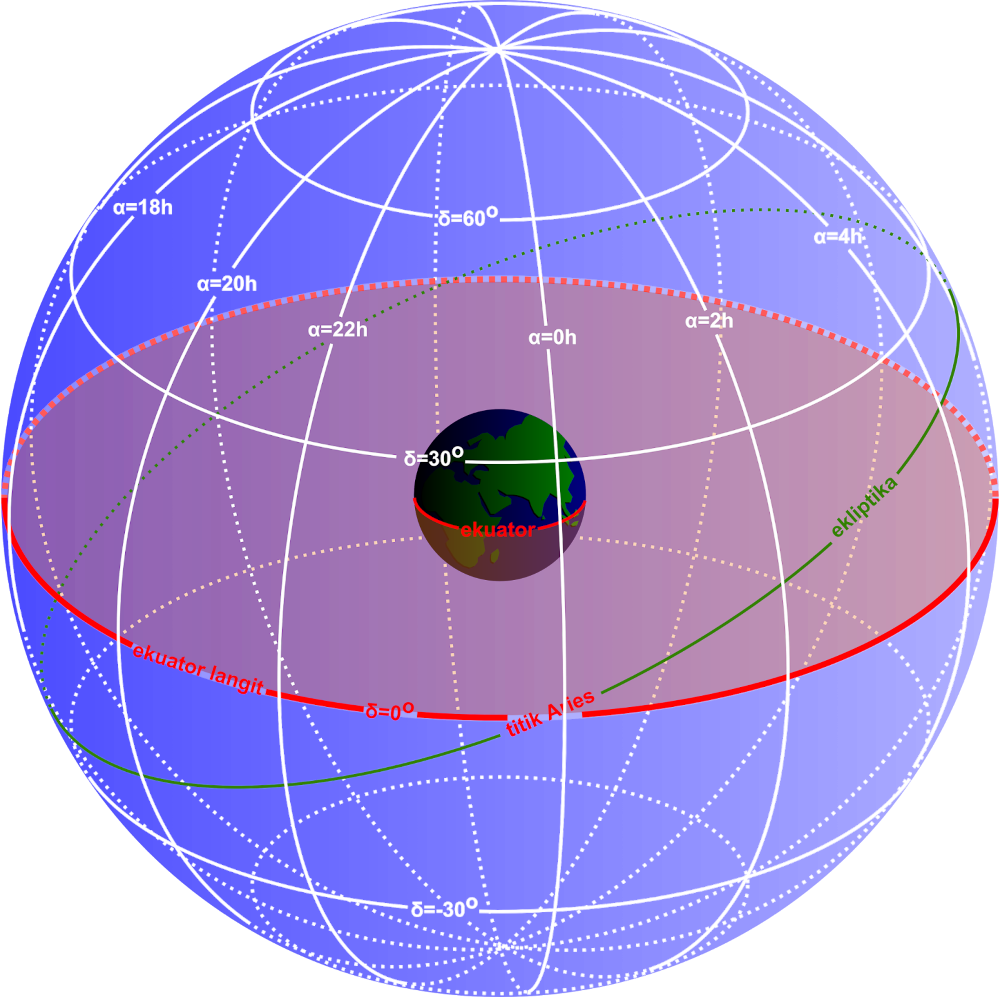 α=18h
δ=60°
α=4h
α=20h
α=22h
α=2h
α=0h
δ=30°
ekliptika
ekuator
ekuator langit
δ=0°
titik Aries
δ=-30°